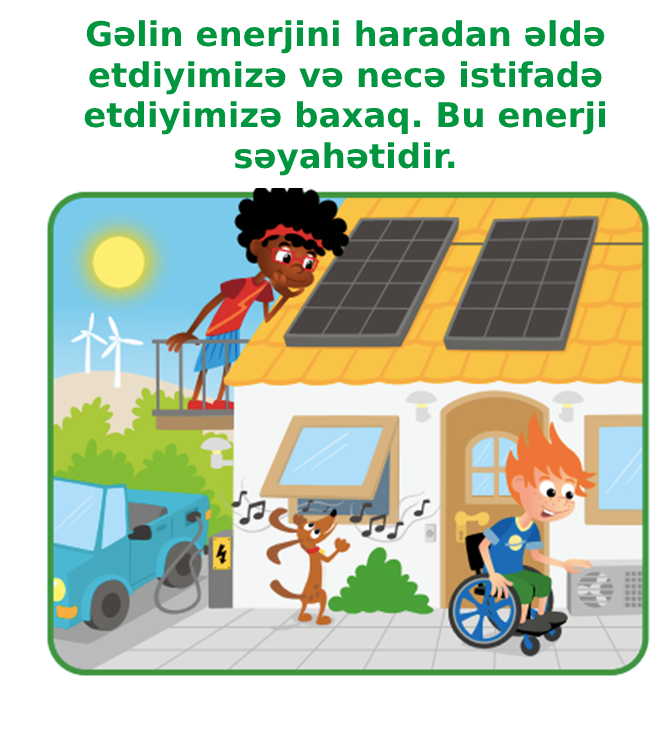 Gəlin enerjini haradan əldə
etdiyimizə və necə istifadə
etdiyimizə baxaq. Bu enerji
səyahətidir.